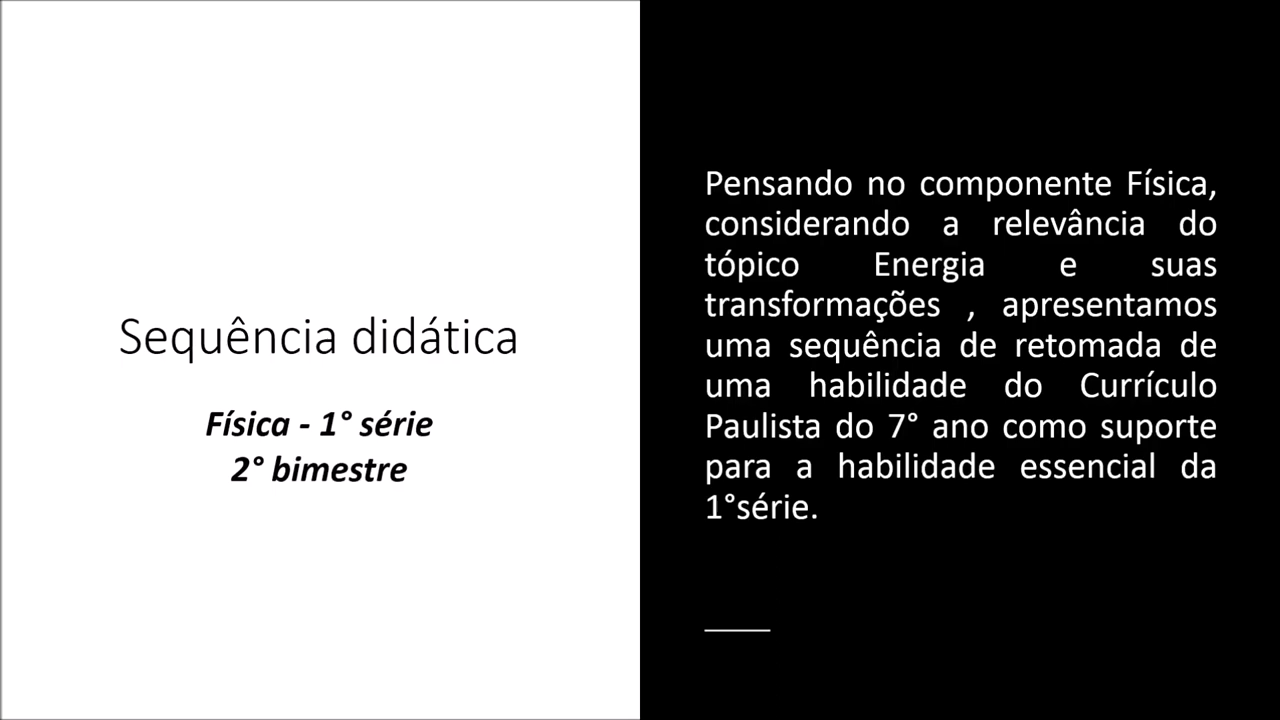 Sequência didática
Física - 1° série
2° bimestre
Pensando no componente Física,
considerando a relevância do
tópico Energia e suas
transformações , apresentamos
uma sequência de retomada de
uma habilidade do Currículo
Paulista do 7° ano como suporte
para a habilidade essencial da
1°série.